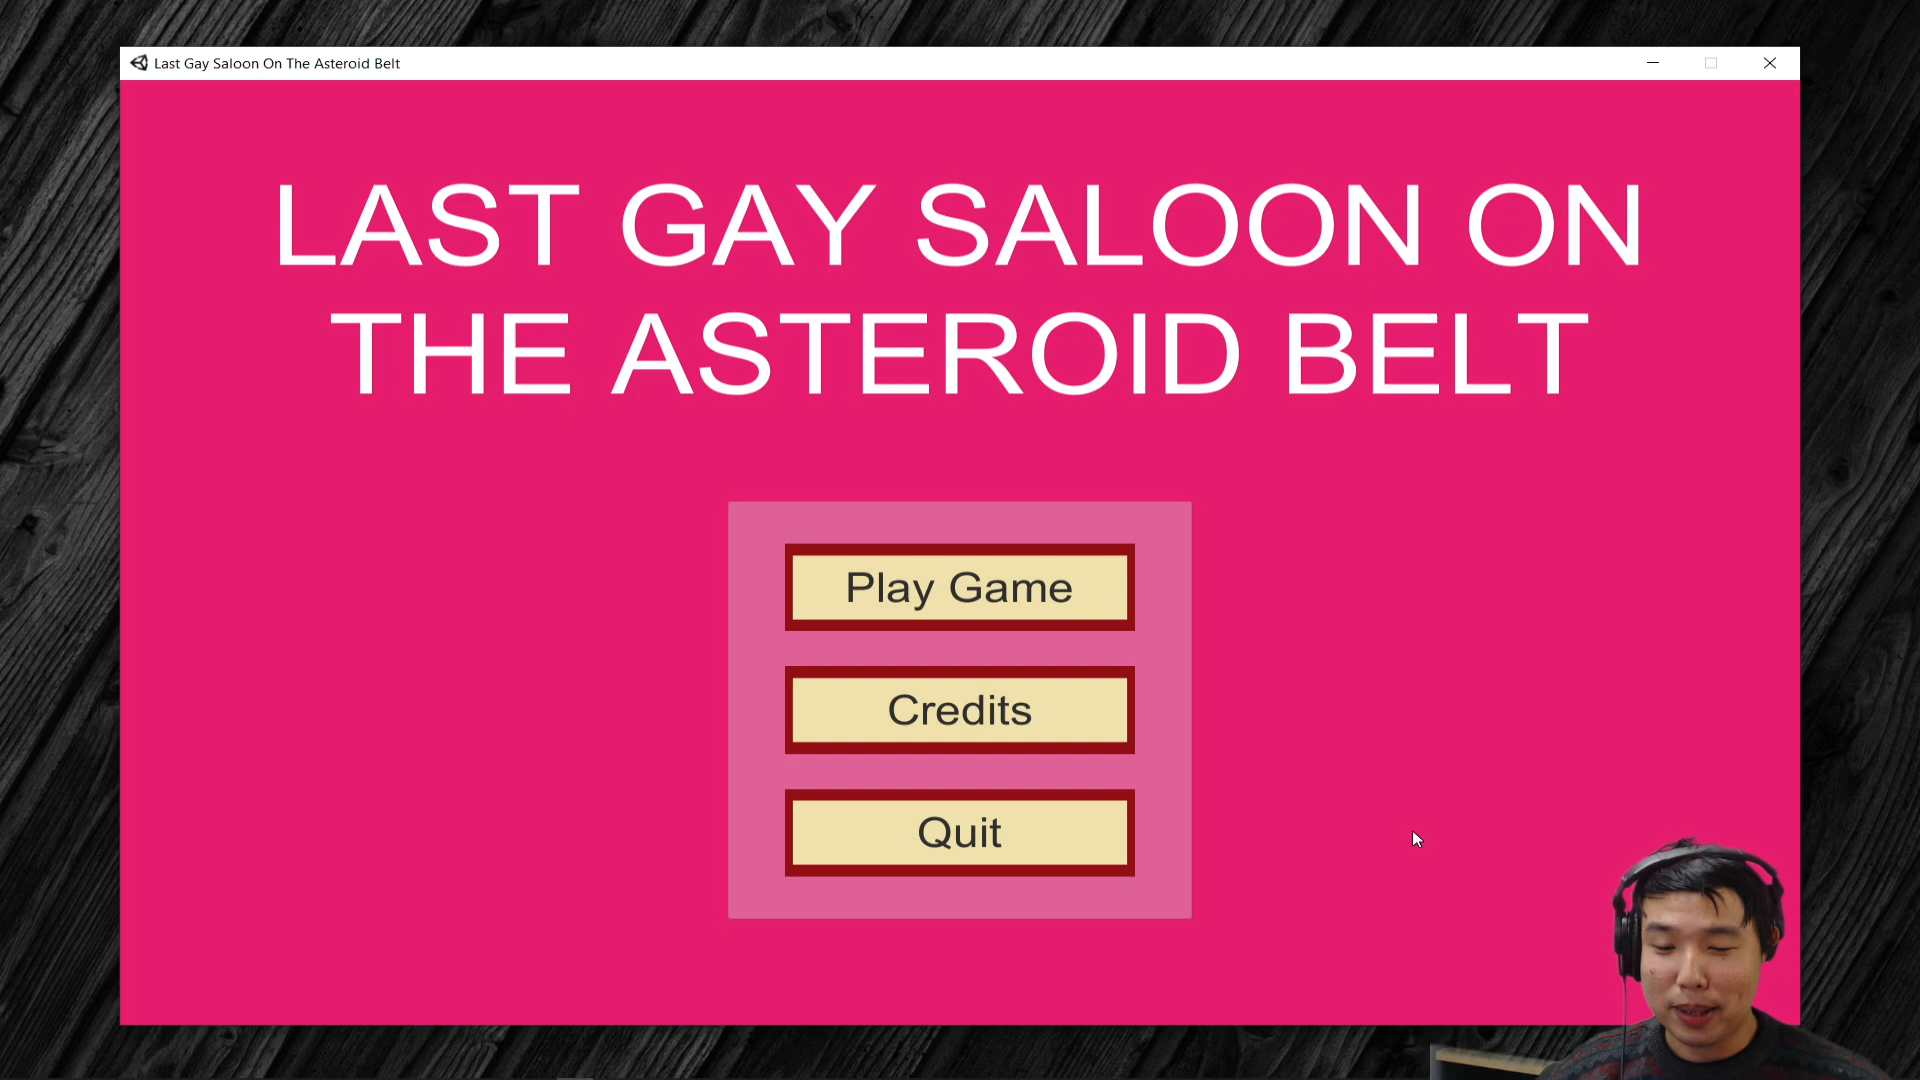 Last Gay Saloon On The Asteroid Belt
LAST GAY SALOON ON
THE ASTEROID BELT
Play Game
Credits
Quit